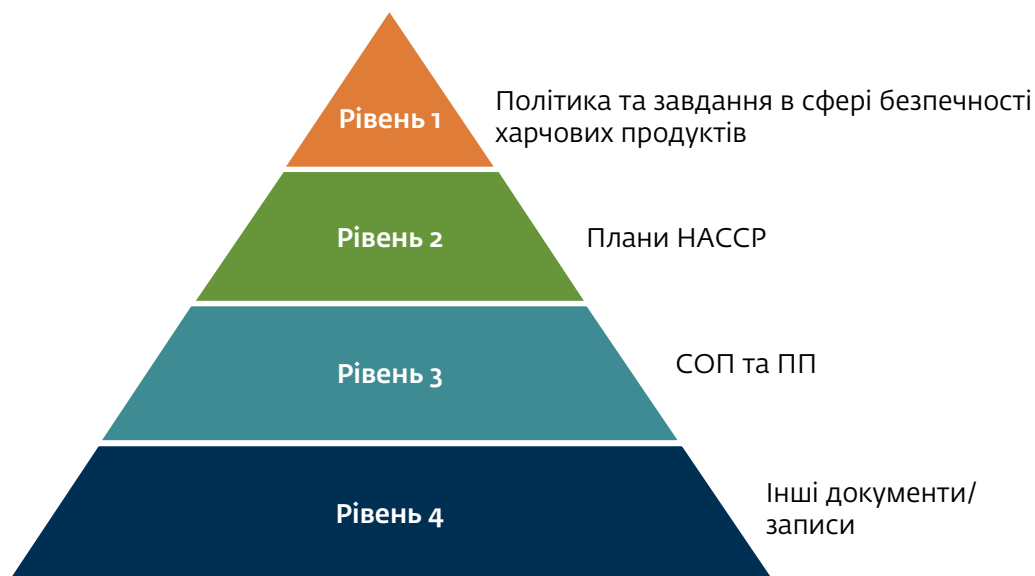 Рівень 1
Політика та завдання в сфері безпечності
харчових продуктів
Рівень 2
Плани НАССР
Рівень 3
СОП та ПП
Рівень 4
Інші документи/
записи